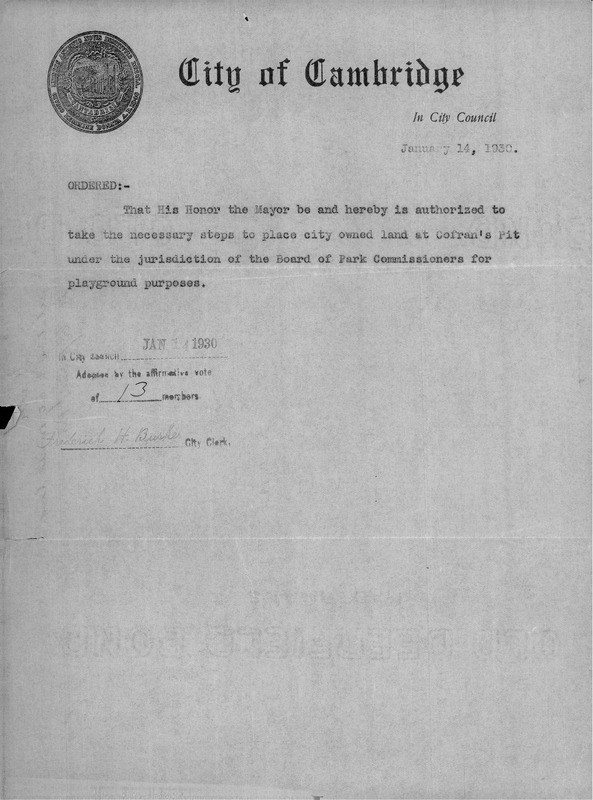 City of Cambridge
In City Council
January 14, 1930.
ORDERED:-
That His Honor the Mayor be and hereby is authorized to
take the necessary steps to place city owned land at Cofran's Pit
under the jurisdiction of the Board of Park Commissioners for
playground purposes.
JAN 14 1930
In City Council
Adopted by the affirmative vote
of 13 members
Frederick H. Burke City Clerk.